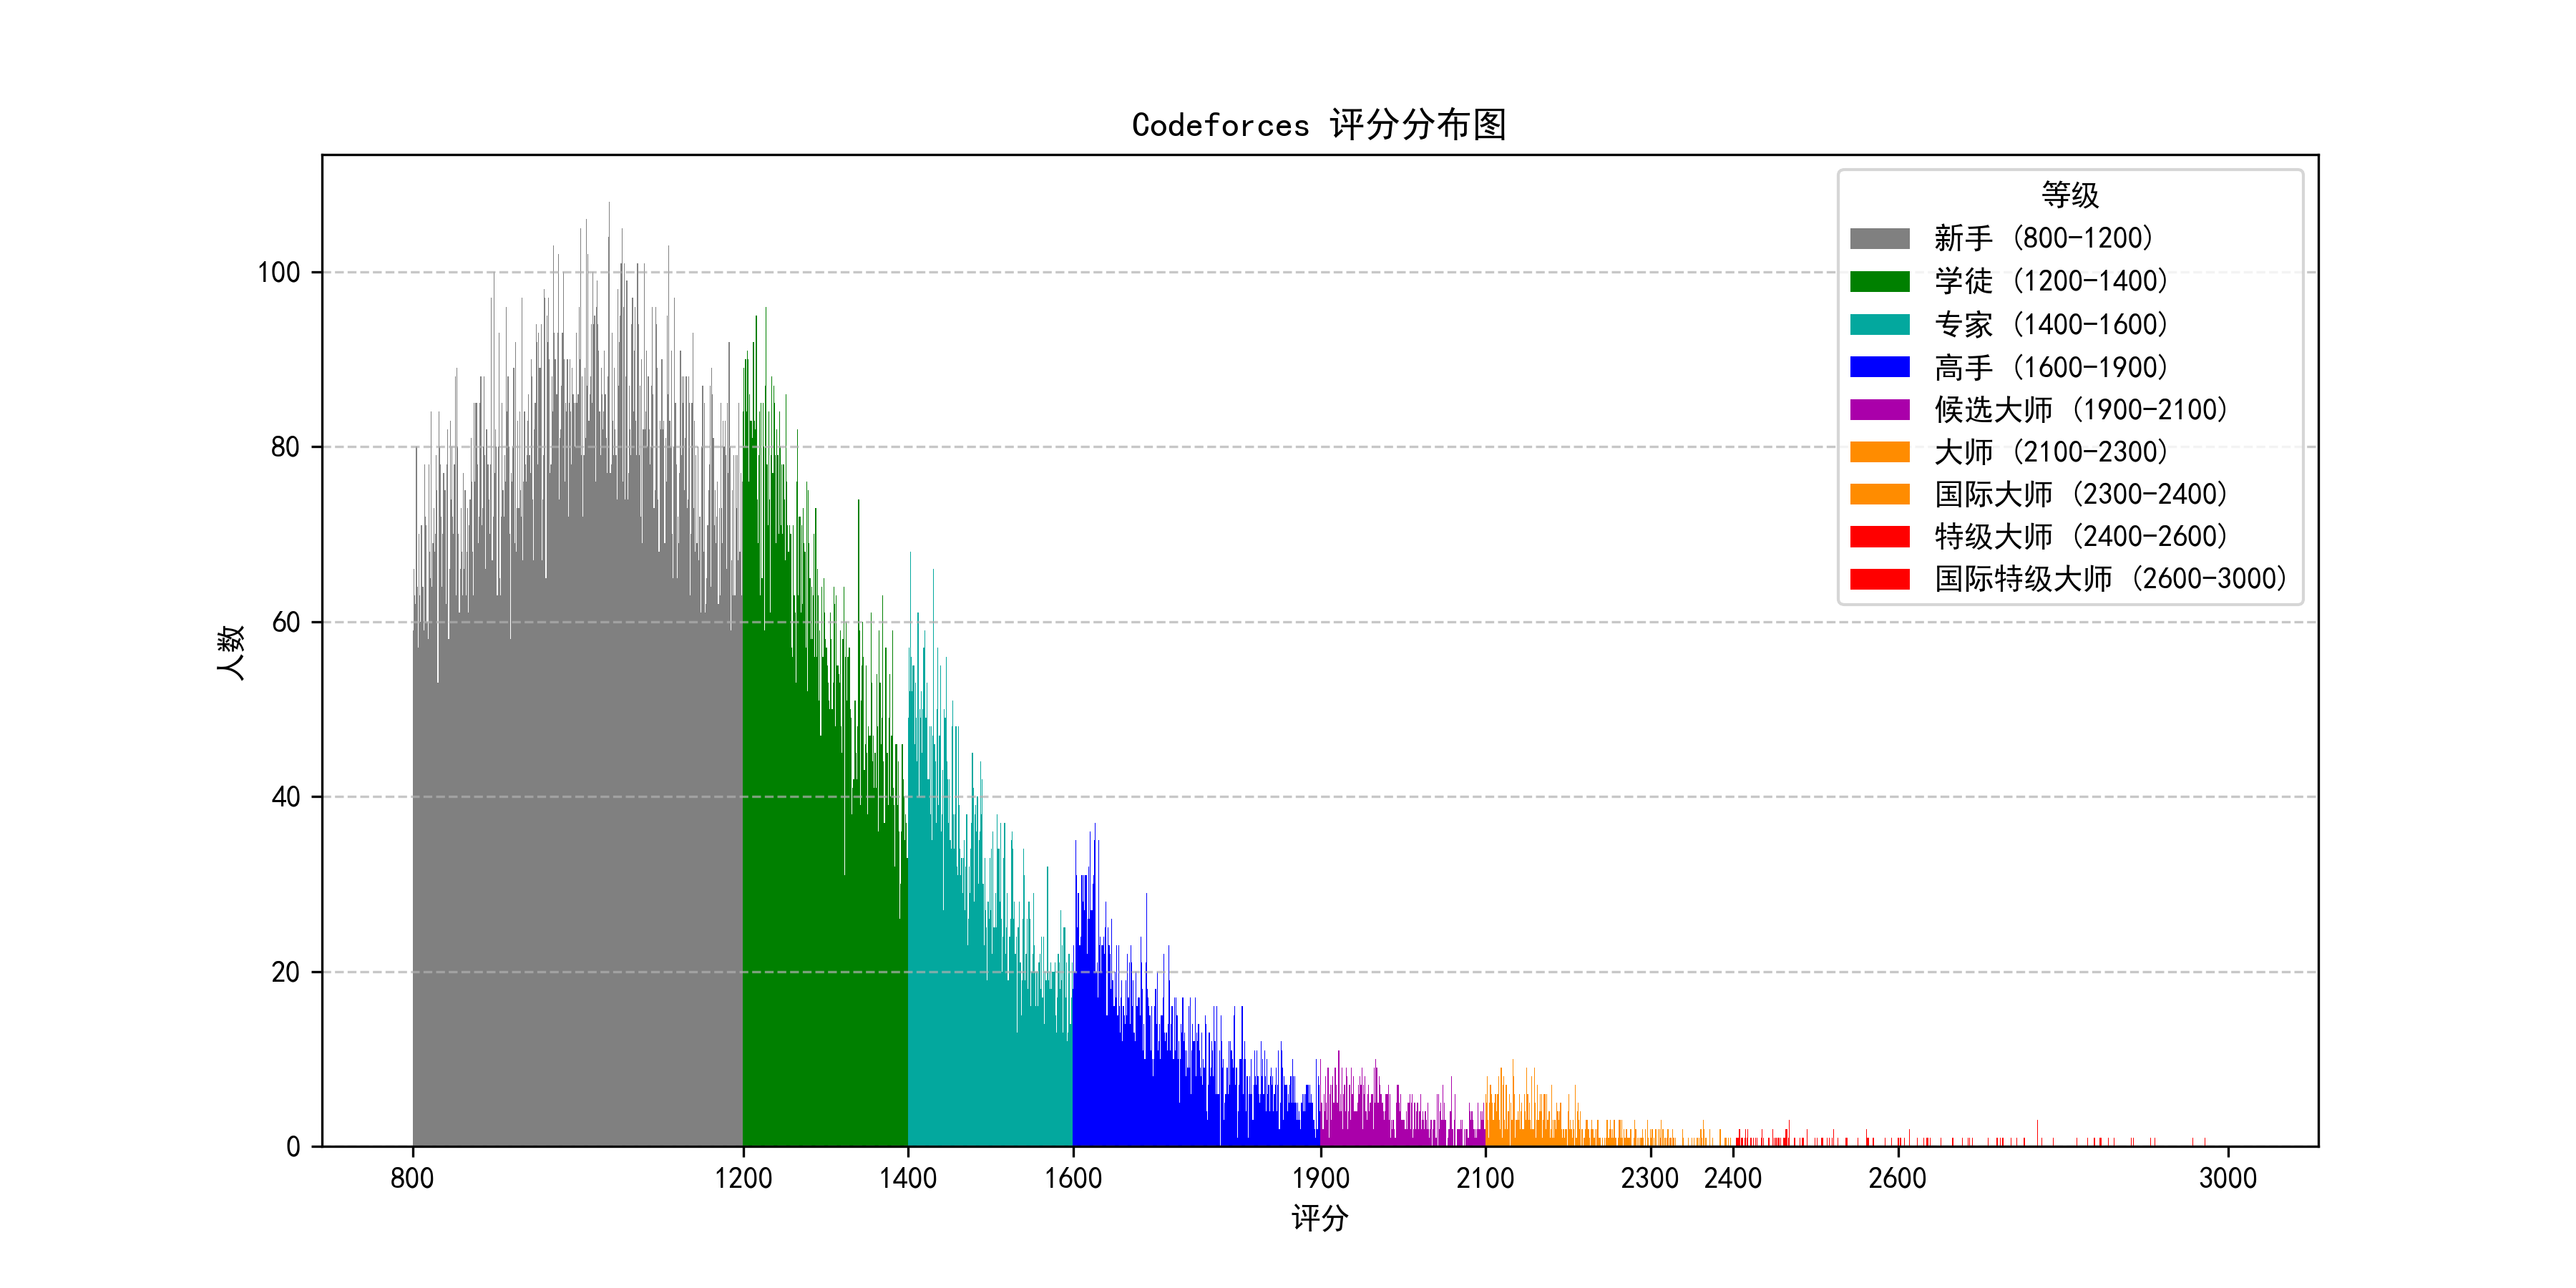 Codeforces 评分分布图
等级
新手 (800-1200)
学徒 (1200-1400)
专家 (1400-1600)
高手 (1600-1900)
候选大师 (1900-2100)
大师 (2100-2300)
国际大师 (2300-2400)
特级大师 (2400-2600)
国际特级大师 (2600-3000)
人数
100
80
60
40
20
0
800 1200 1400 1600 1900 2100 2300 2400 2600 3000
评分